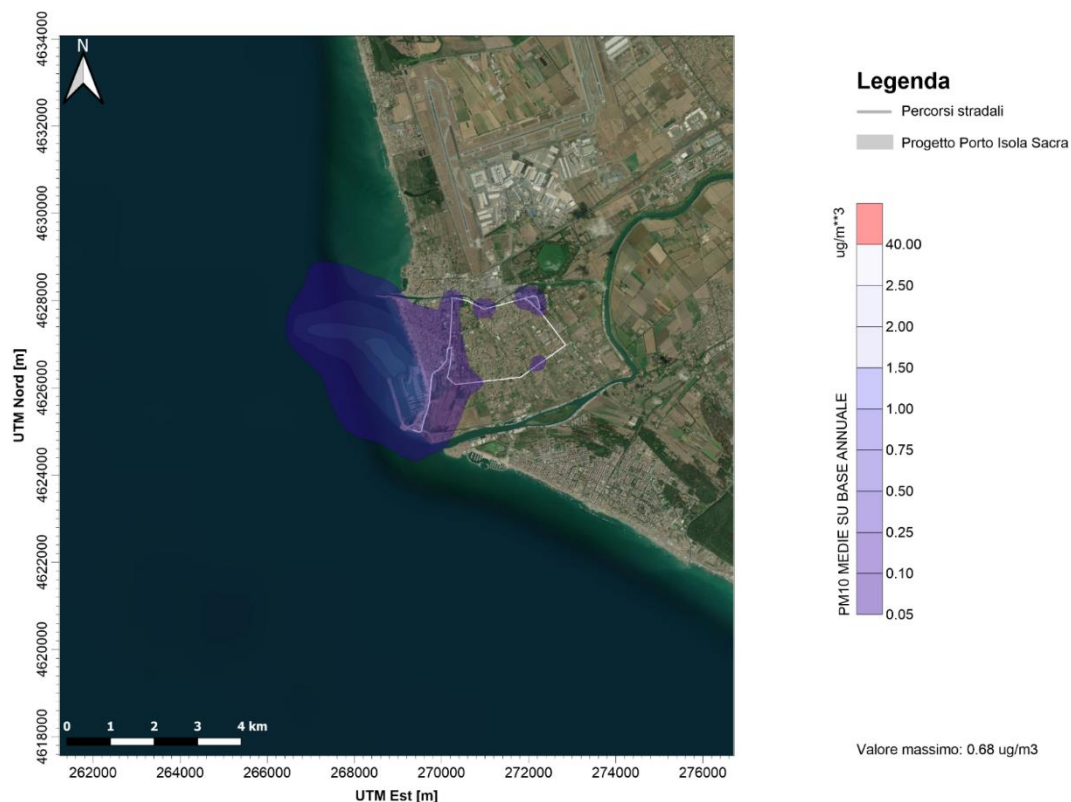 4634000
4632000
4630000
4628000
4626000
4624000
4622000
4620000
4618000
UTM Nord [m]
N
0 1 2 3 4 km
262000 264000 266000 268000 270000 272000 274000 276000
UTM Est [m]
Legenda
Percorsi stradali
Progetto Porto Isola Sacra
ug/m**3
PM10 MEDIE SU BASE ANNUALE
40.00
2.50
2.00
1.50
1.00
0.75
0.50
0.25
0.10
0.05
Valore massimo: 0.68 ug/m3